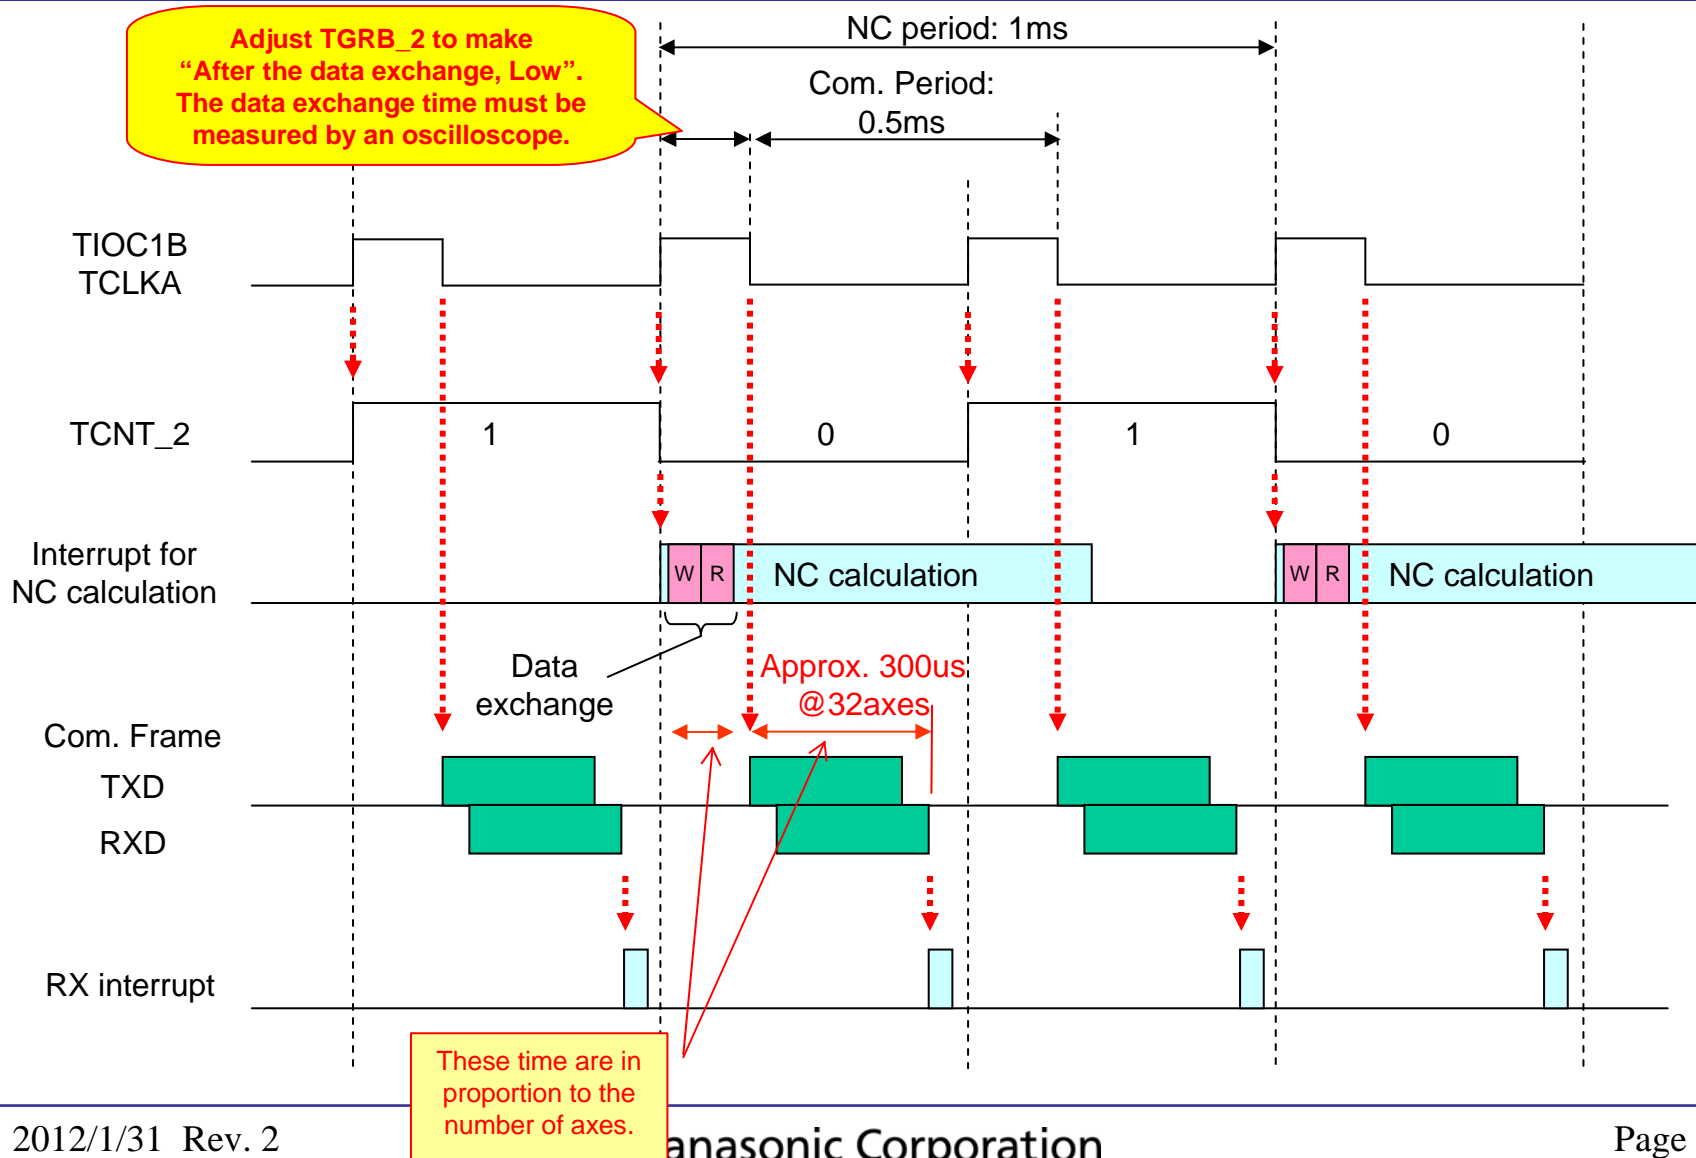 Adjust TGRB_2 to make
“After the data exchange, Low”.
The data exchange time must be
measured by an oscilloscope.
NC period: 1ms
Com. Period:
0.5ms
TIOC1B
TCLKA
TCNT_2
1
0
1
0
Interrupt for
NC calculation
W
R
NC calculation
W
R
NC calculation
Data
exchange
Approx. 300us
@32axes
Com. Frame
TXD
RXD
RX interrupt
These time are in
proportion to the
number of axes.
2012/1/31 Rev. 2
anasonic Corporation
Page